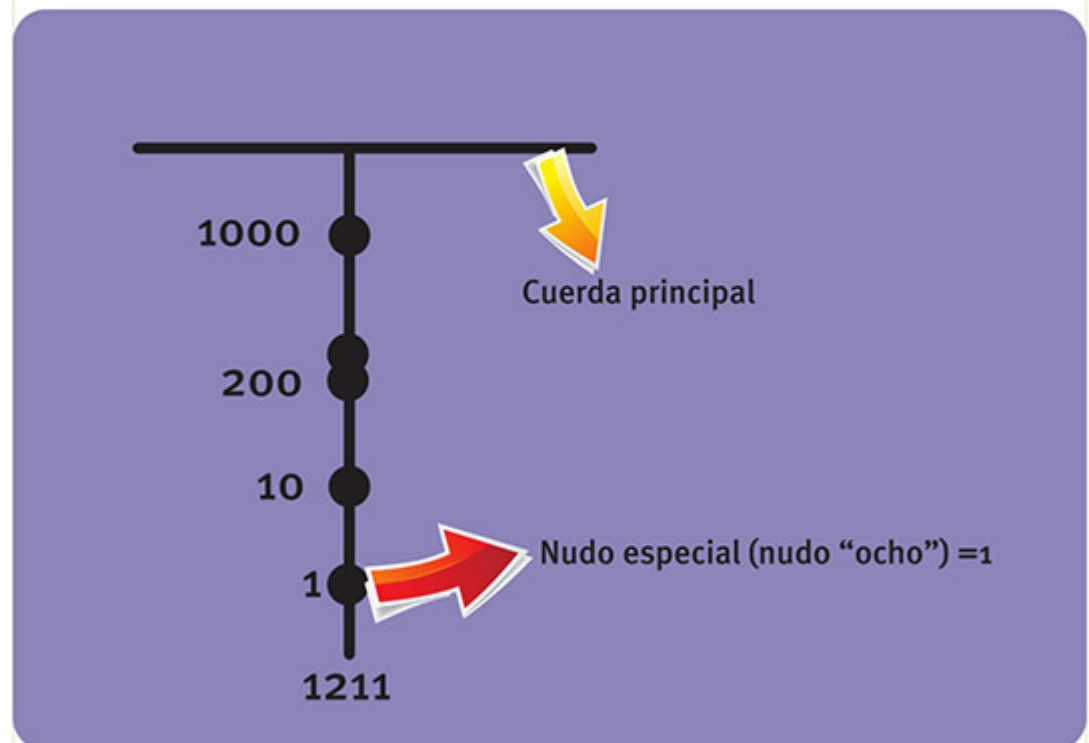 1000
Cuerda principal
200
10
1
Nudo especial (nudo “ocho”) =1
1211